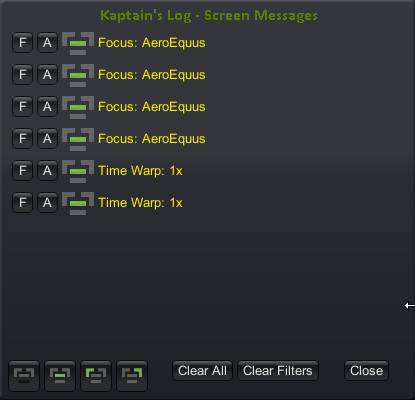 Kaptain's Log - Screen Messages
F A Focus: AeroEquus
F A Focus: AeroEquus
F A Focus: AeroEquus
F A Focus: AeroEquus
F A Time Warp: 1x
F A Time Warp: 1x
Clear All Clear Filters Close